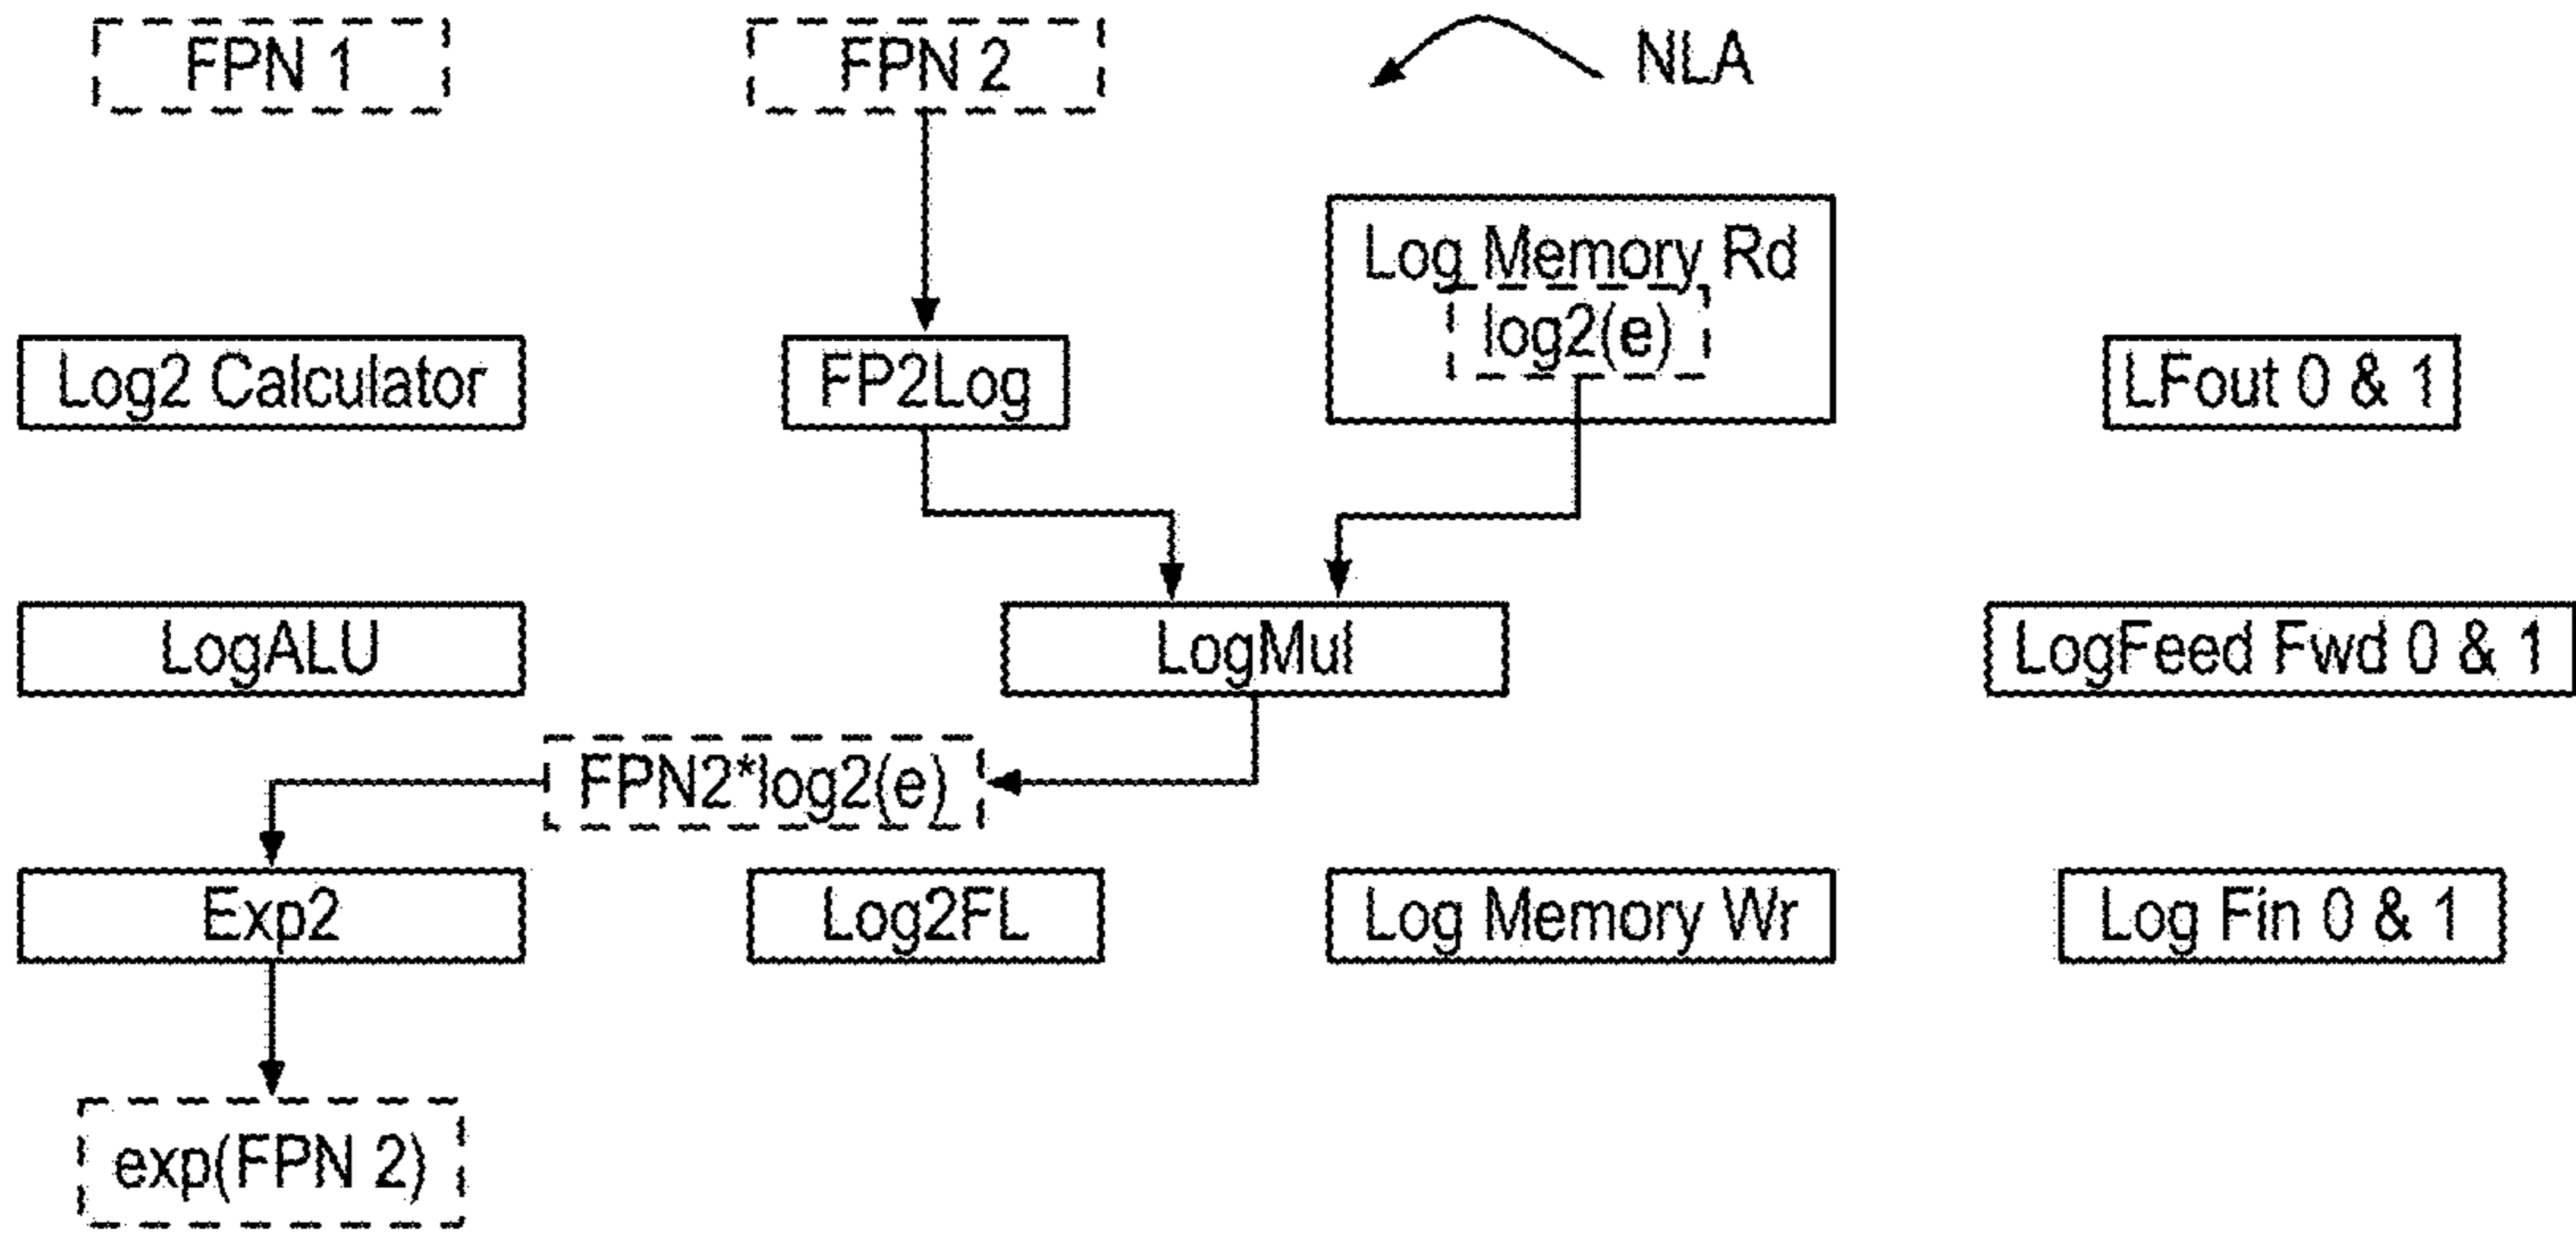 FPN 1
FPN 2
NLA
Log Memory Rd
log2(e)
Log2 Calculator
FP2Log
LFout 0 & 1
LogALU
LogMul
LogFeed Fwd 0 & 1
FPN2*log2(e)
Exp2
Log2FL
Log Memory Wr
Log Fin 0 & 1
exp(FPN 2)